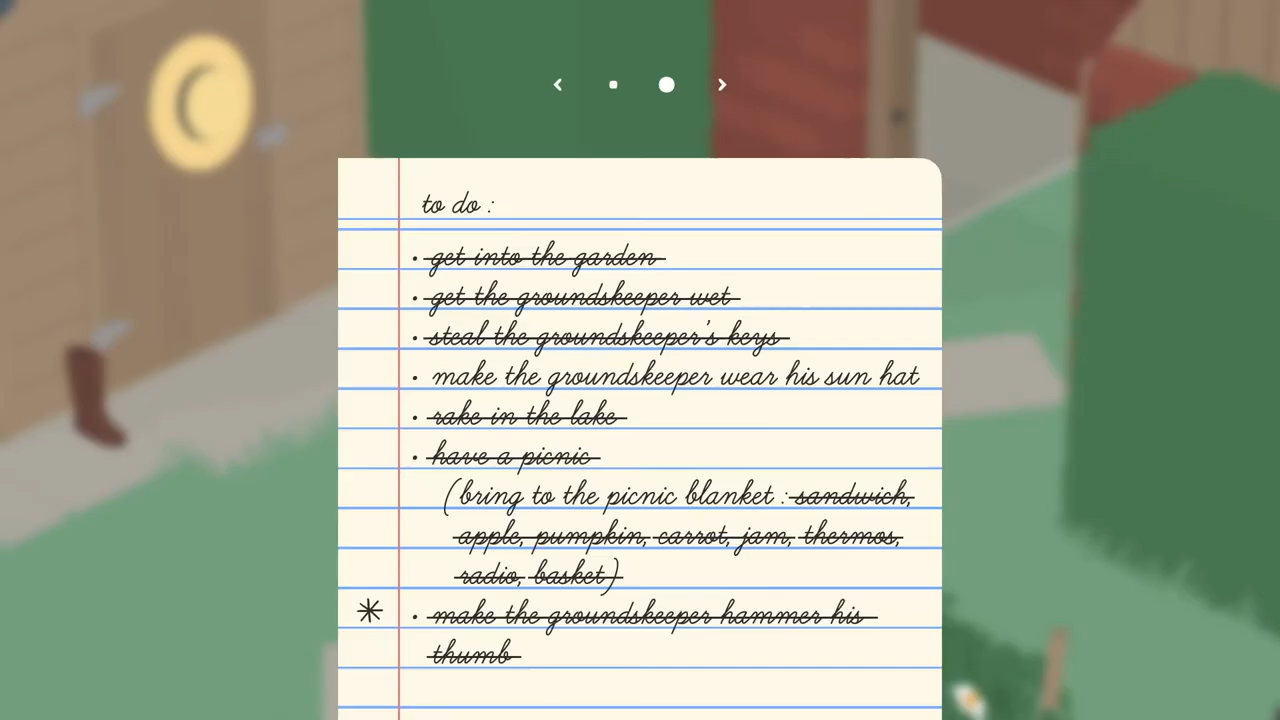 to do :
• get into the garden
• get the groundskeeper wet
• steal the groundskeeper's keys
• make the groundskeeper wear his sun hat
• rake in the lake
• have a picnic
(bring to the picnic blanket : sandwich,
apple, pumpkin, carrot, jam, thermos,
radio, basket)
• make the groundskeeper hammer his
thumb